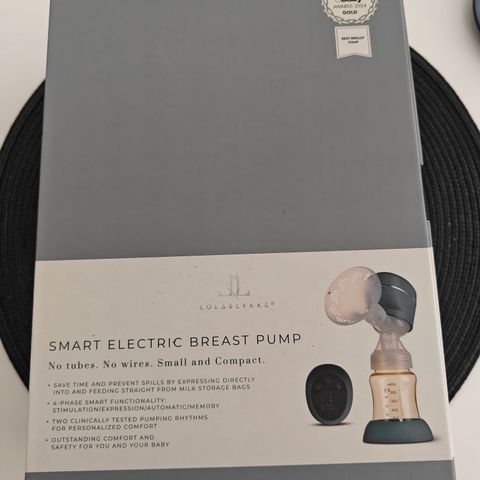 AWARDS 2024
GOLD
BEST BREAST
PUMP
LOLA&LYKKE®
SMART ELECTRIC BREAST PUMP
No tubes. No wires. Small and Compact.
• SAVE TIME AND PREVENT SPILLS BY EXPRESSING DIRECTLY
INTO AND FEEDING STRAIGHT FROM MILK STORAGE BAGS
• 4-PHASE SMART FUNCTIONALITY:
STIMULATION/EXPRESSION/AUTOMATIC/MEMORY
• TWO CLINICALLY TESTED PUMPING RHYTHMS
FOR PERSONALIZED COMFORT
• OUTSTANDING COMFORT AND
SAFETY FOR YOU AND YOUR BABY